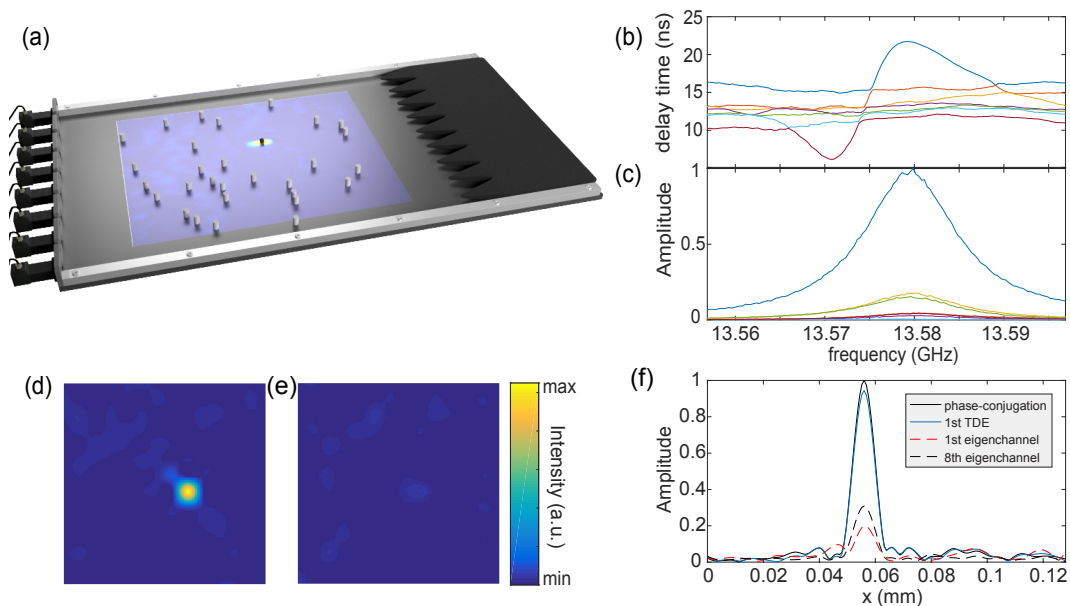 (a)
(b)
delay time (ns)
25
20
15
10
1
(c)
Amplitude
0.5
0
13.56
13.57
13.58
13.59
frequency (GHz)
(d)
(e)
max
Intensity (a.u.)
min
(f)
1
0.8
0.6
0.4
0.2
0
Amplitude
phase-conjugation
1st TDE
1st eigenchannel
8th eigenchannel
0
0.02
0.04
0.06
0.08
0.1
0.12
x (mm)